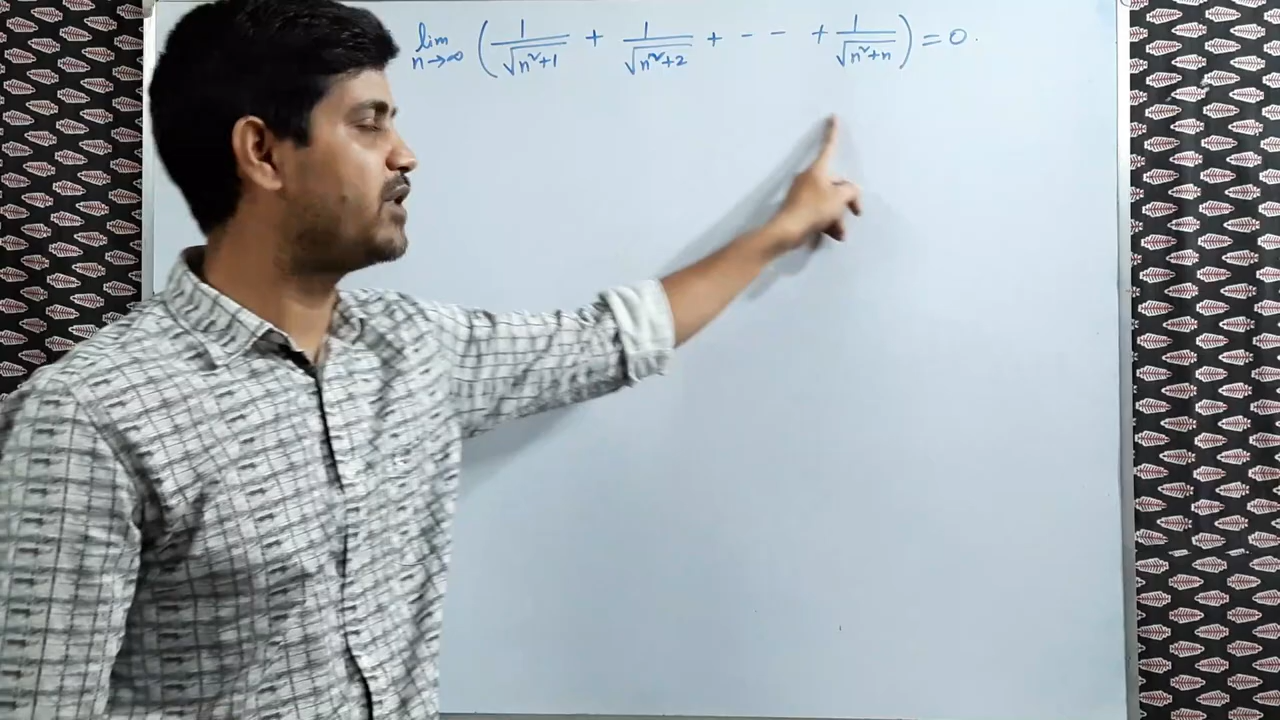 lim n→∞ ( 1/√(n²+1) + 1/√(n²+2) + - - + 1/√(n²+n) ) = 0.